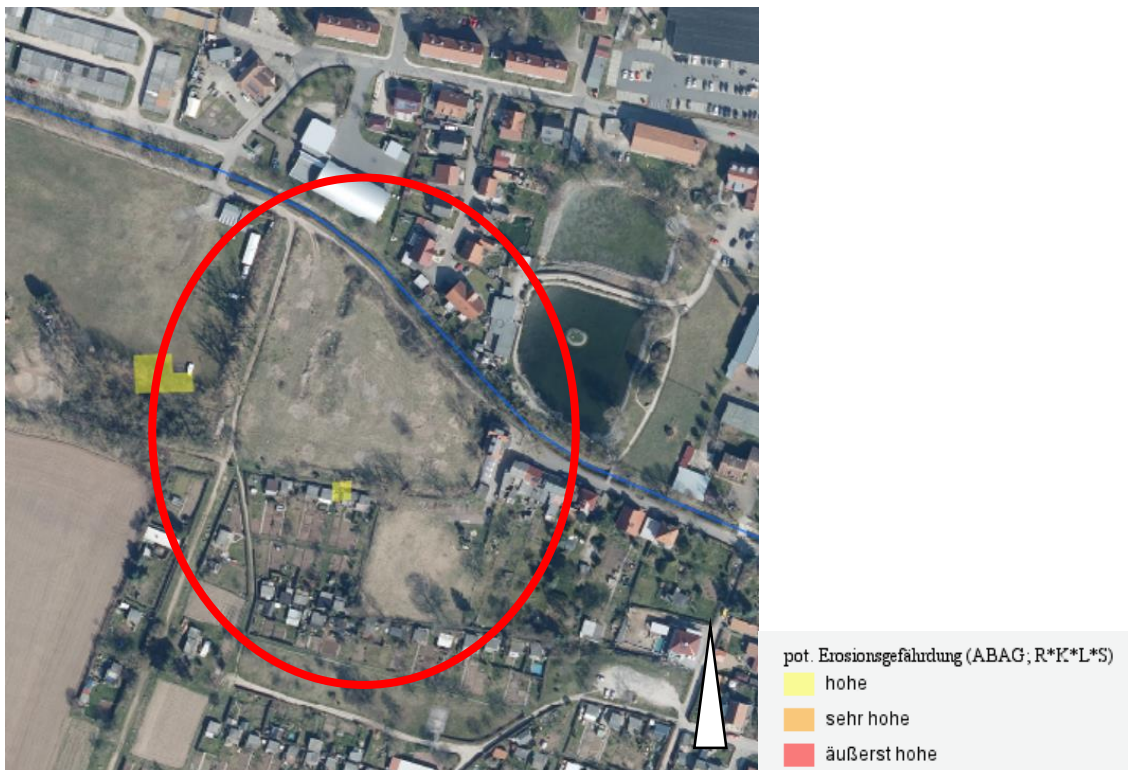 pot. Erosionsgefährdung (ABAG; R*K*L*S)
hohe
sehr hohe
äußerst hohe